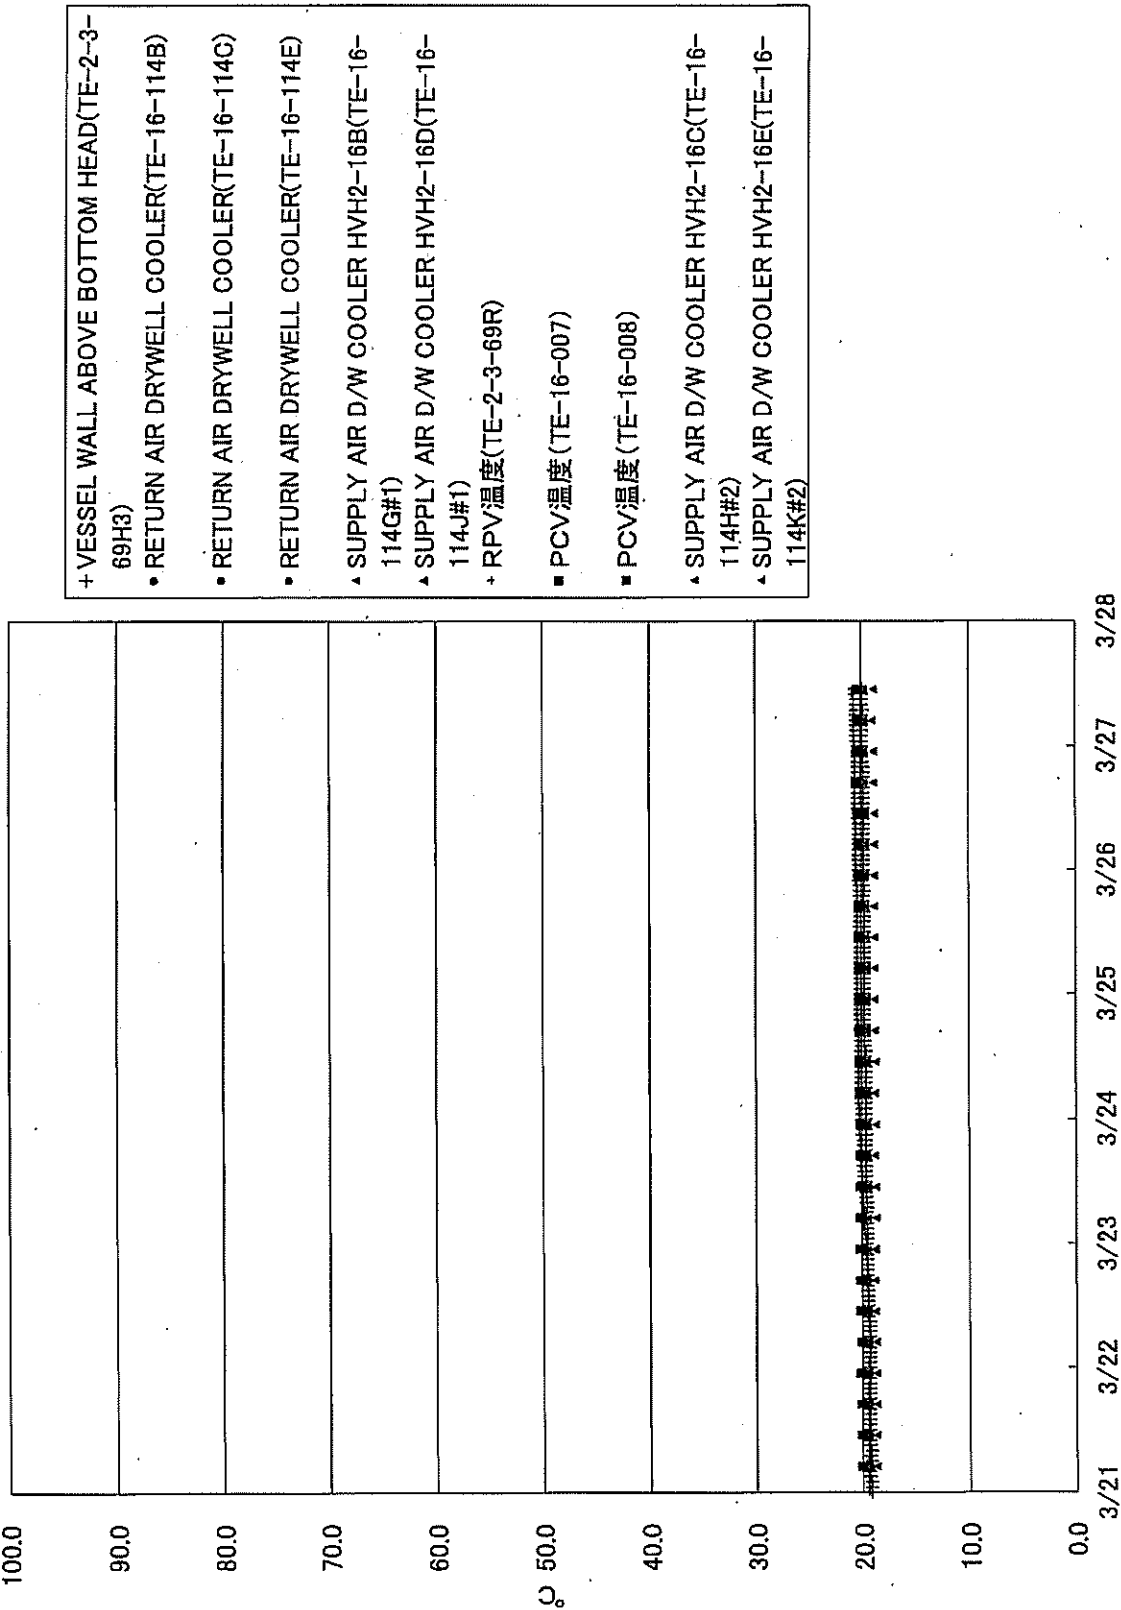 100.0
90.0
80.0
70.0
60.0
50.0
40.0
30.0
20.0
10.0
0.0
℃
3/21
3/22
3/23
3/24
3/25
3/26
3/27
3/28
+ VESSEL WALL ABOVE BOTTOM HEAD(TE-2-3-
69H3)
• RETURN AIR DRYWELL COOLER(TE-16-114B)
• RETURN AIR DRYWELL COOLER(TE-16-114C)
• RETURN AIR DRYWELL COOLER(TE-16-114E)
▲ SUPPLY AIR D/W COOLER HVH2-16B(TE-16-
114G#1)
▲ SUPPLY AIR D/W COOLER HVH2-16D(TE-16-
114J#1)
+ RPV温度(TE-2-3-69R)
■ PCV温度(TE-16-007)
■ PCV温度(TE-16-008)
▲ SUPPLY AIR D/W COOLER HVH2-16C(TE-16-
114H#2)
▲ SUPPLY AIR D/W COOLER HVH2-16E(TE-16-
114K#2)